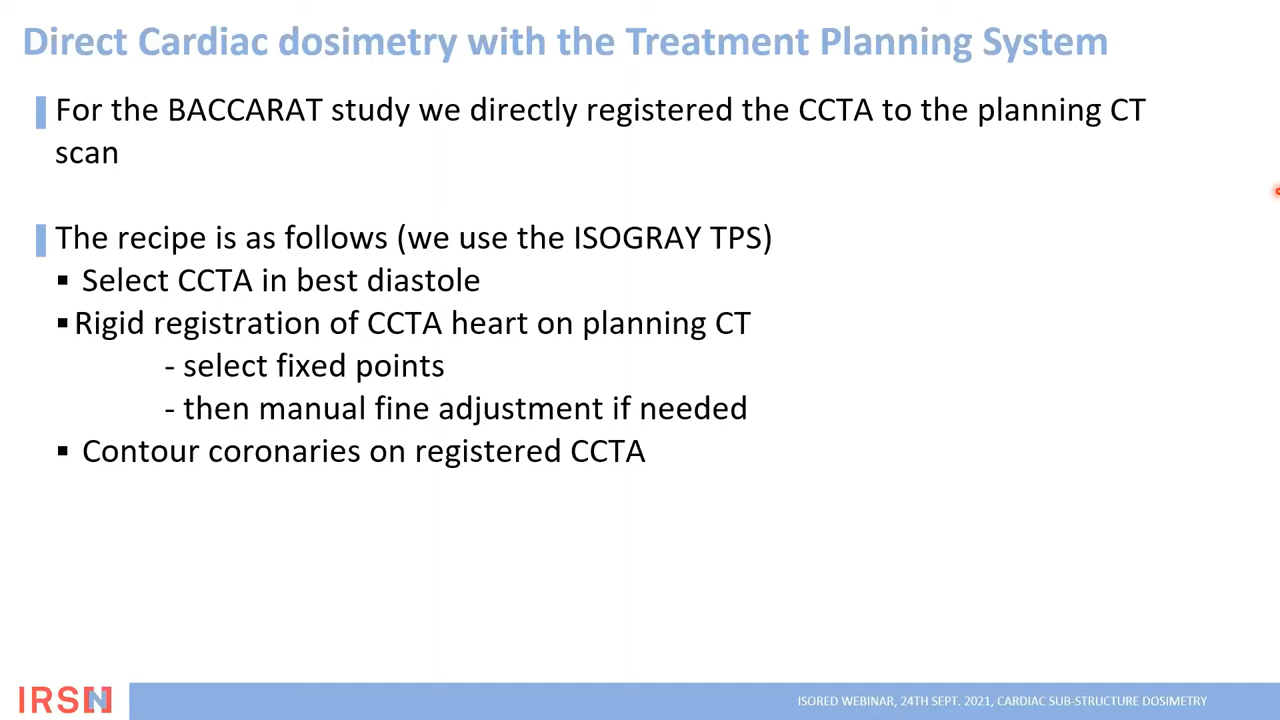 Direct Cardiac dosimetry with the Treatment Planning System
For the BACCARAT study we directly registered the CCTA to the planning CT
scan
The recipe is as follows (we use the ISOGRAY TPS)
▪ Select CCTA in best diastole
▪ Rigid registration of CCTA heart on planning CT
- select fixed points
- then manual fine adjustment if needed
▪ Contour coronaries on registered CCTA
IRSN
ISORED WEBINAR, 24TH SEPT. 2021, CARDIAC SUB-STRUCTURE DOSIMETRY